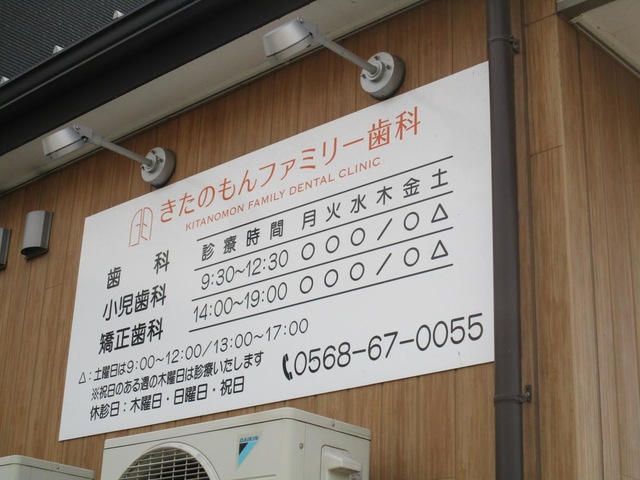 きたのもんファミリー歯科
KITANOMON FAMILY DENTAL CLINIC
歯科
小児歯科
矯正歯科
診療時間 月 火 水 木 金 土
9:30~12:30 ○ ○ ○ / ○ △
14:00~19:00 ○ ○ ○ / ○ △
△:土曜日は9:00~12:00/13:00~17:00
※祝日のある週の木曜日は診療いたします
休診日:木曜日・日曜日・祝日
0568-67-0055
DAIKIN